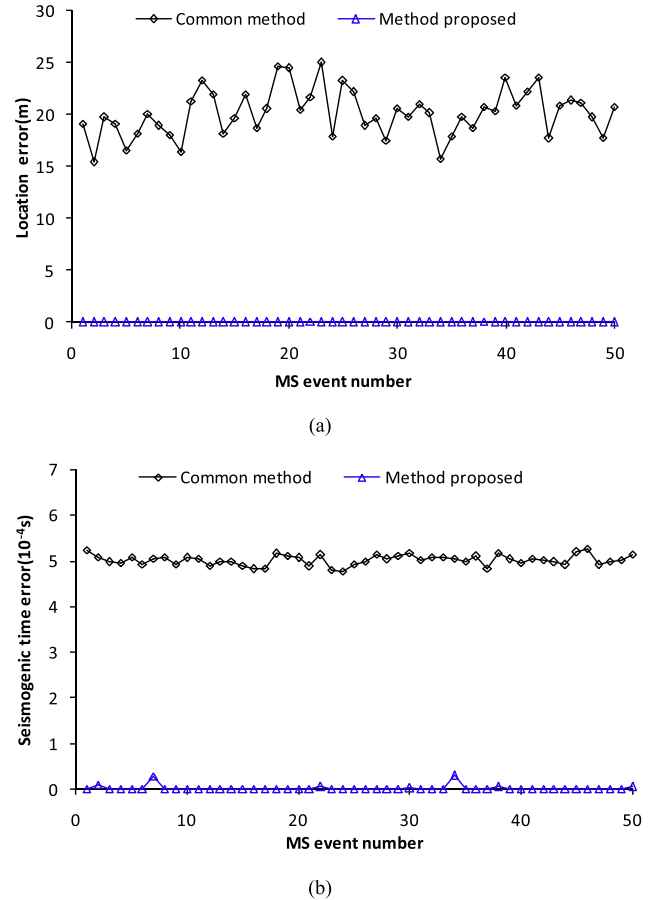 Common method Method proposed
30
25
20
15
10
5
0
Location error(m)
0 10 20 30 40 50
MS event number
(a)
Common method Method proposed
7
6
5
4
3
2
1
0
Seismogenic time error(10⁻⁴s)
0 10 20 30 40 50
MS event number
(b)